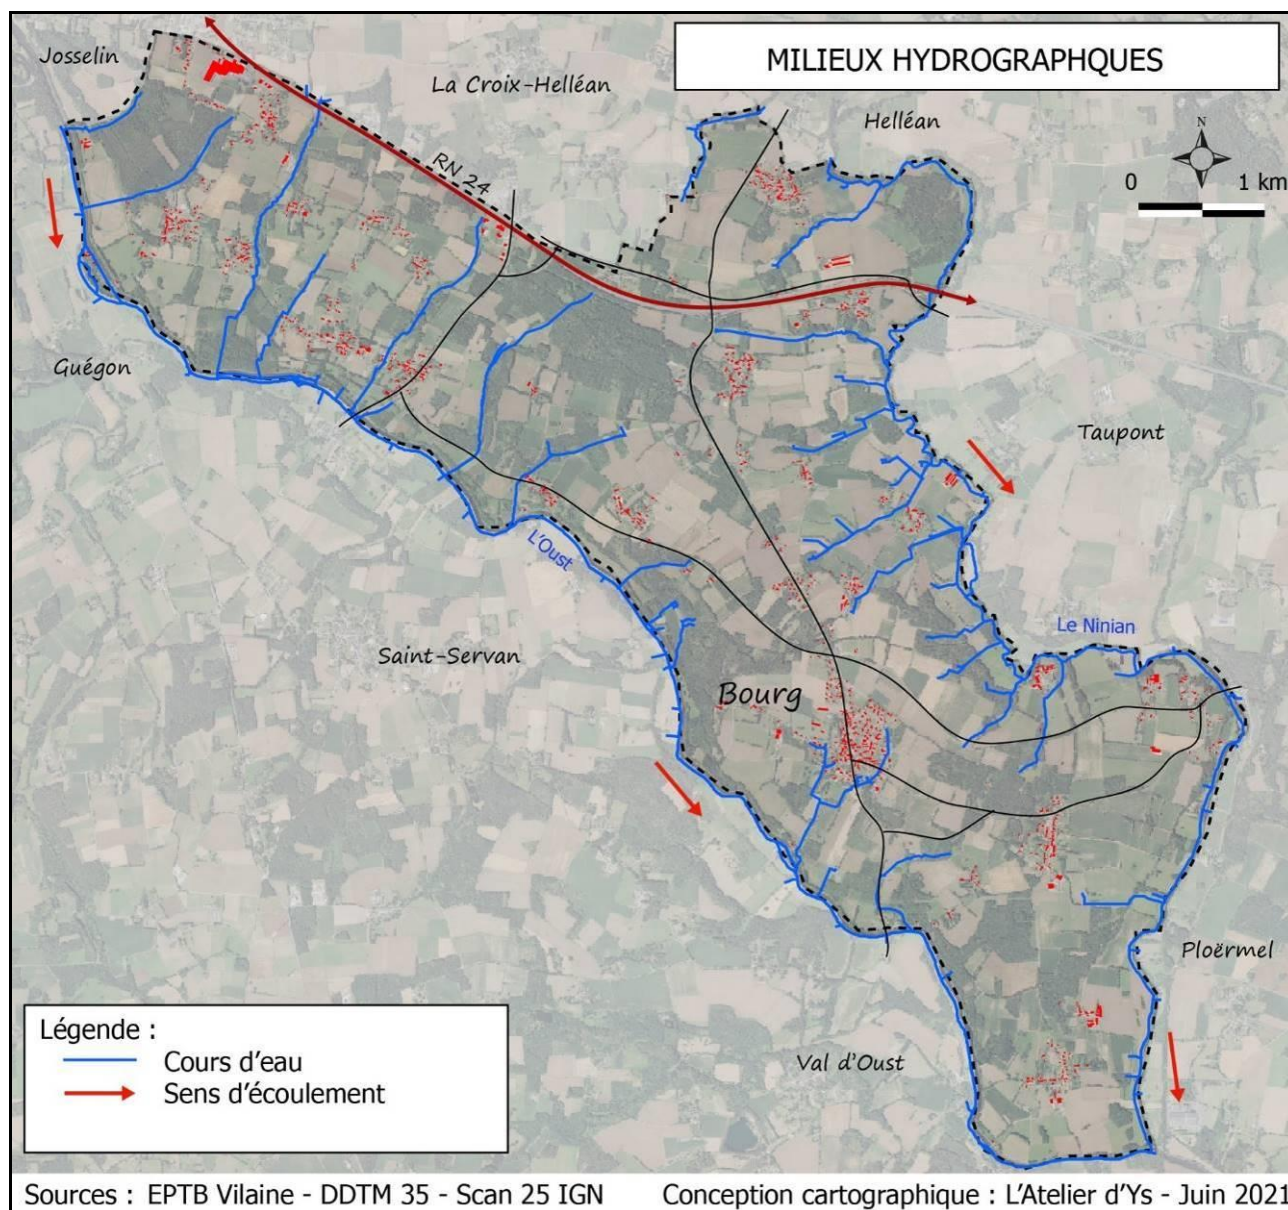 MILIEUX HYDROGRAPHQUES
Josselin
La Croix-Helléan
Helléan
N
0 1 km
RN 24
Guégon
Taupont
L'Oust
Le Ninian
Saint-Servan
Bourg
Ploërmel
Val d'Oust
Légende :
Cours d'eau
Sens d'écoulement
Sources : EPTB Vilaine - DDTM 35 - Scan 25 IGN Conception cartographique : L'Atelier d'Ys - Juin 2021